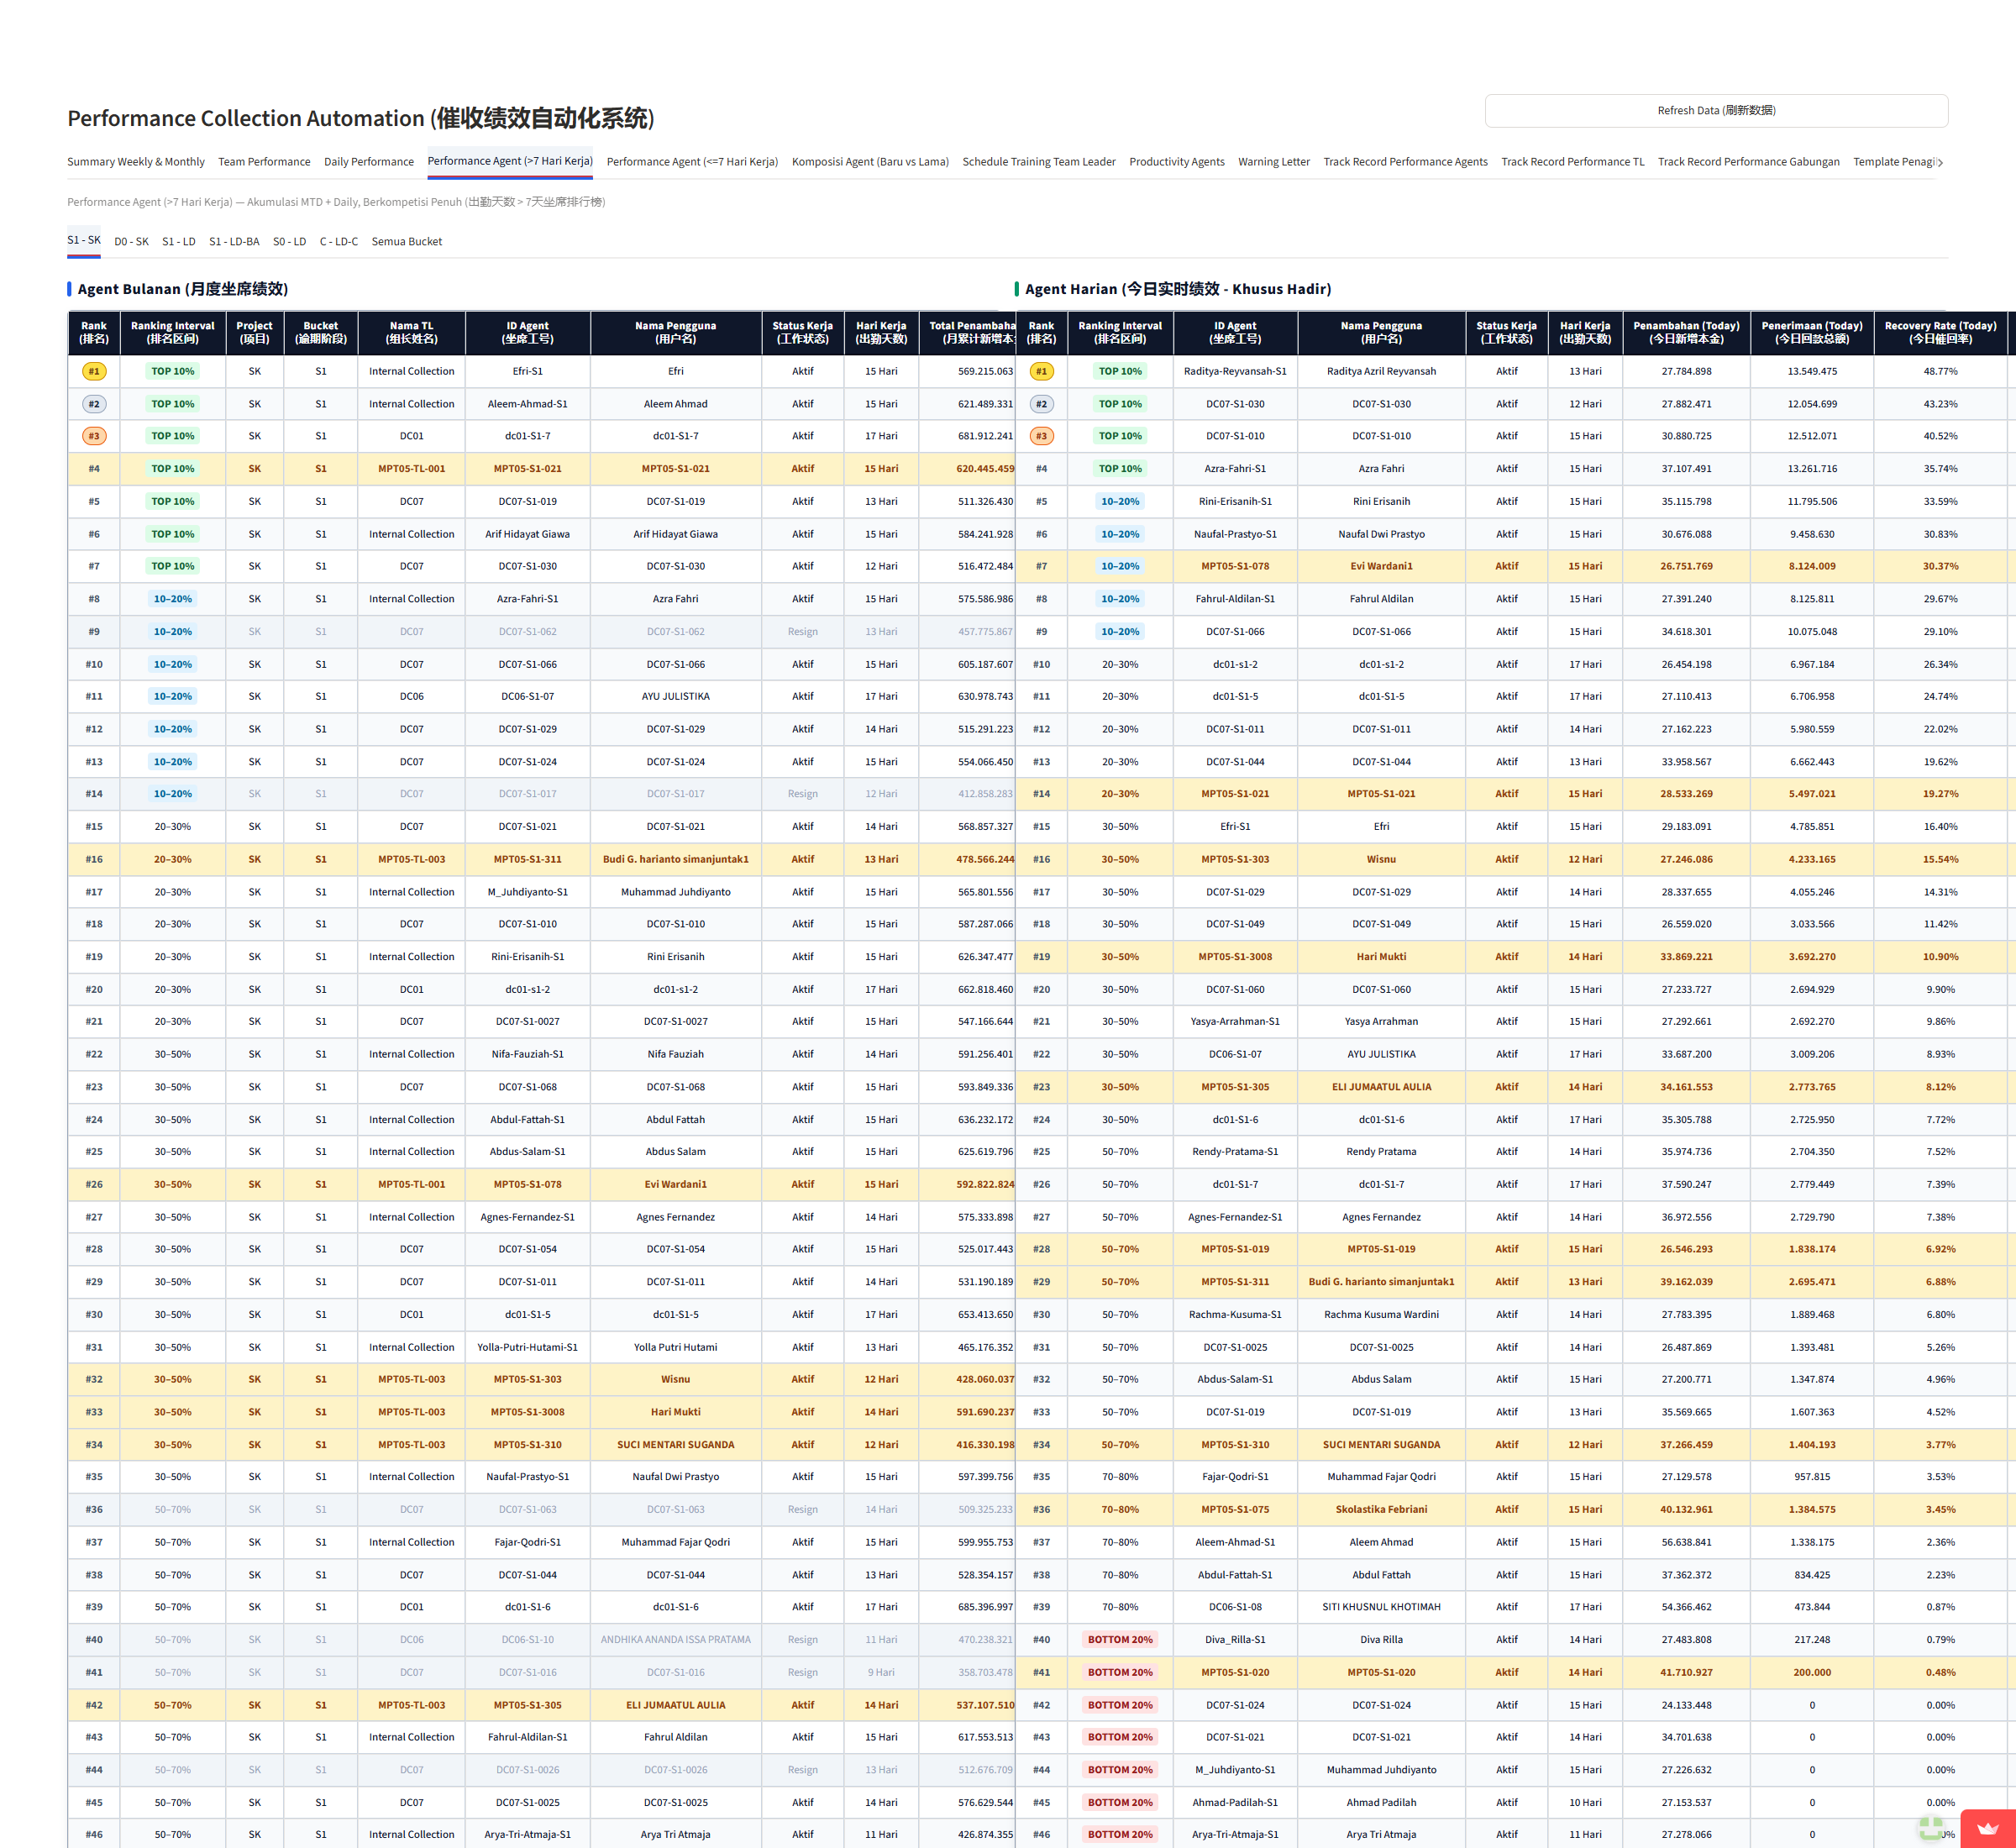 Performance Collection Automation (催收绩效自动化系统)
Refresh Data (刷新数据)
Summary Weekly & Monthly Team Performance Daily Performance Performance Agent (>7 Hari Kerja) Performance Agent (<=7 Hari Kerja) Komposisi Agent (Baru vs Lama) Schedule Training Team Leader Productivity Agents Warning Letter Track Record Performance Agents Track Record Performance TL Track Record Performance Gabungan Template Penagi
Performance Agent (>7 Hari Kerja) — Akumulasi MTD + Daily, Berkompetisi Penuh (出勤天数 > 7天坐席排行榜)
S1 - SK D0 - SK S1 - LD S1 - LD-BA S0 - LD C - LD-C Semua Bucket
Agent Bulanan (月度坐席绩效)
Rank Ranking Interval Project Bucket Nama TL ID Agent Nama Pengguna Status Kerja Hari Kerja Total Penambaha
(排名) (排名区间) (项目) (逾期阶段) (组长姓名) (坐席工号) (用户名) (工作状态) (出勤天数) (月累计新增本
#1 TOP 10% SK S1 Internal Collection Efri-S1 Efri Aktif 15 Hari 569.215.063
#2 TOP 10% SK S1 Internal Collection Aleem-Ahmad-S1 Aleem Ahmad Aktif 15 Hari 621.489.331
#3 TOP 10% SK S1 DC01 dc01-S1-7 dc01-S1-7 Aktif 17 Hari 681.912.241
#4 TOP 10% SK S1 MPT05-TL-001 MPT05-S1-021 MPT05-S1-021 Aktif 15 Hari 620.445.459
#5 TOP 10% SK S1 DC07 DC07-S1-019 DC07-S1-019 Aktif 13 Hari 511.326.430
#6 TOP 10% SK S1 Internal Collection Arif Hidayat Giawa Arif Hidayat Giawa Aktif 15 Hari 584.241.928
#7 TOP 10% SK S1 DC07 DC07-S1-030 DC07-S1-030 Aktif 12 Hari 516.472.484
#8 10–20% SK S1 Internal Collection Azra-Fahri-S1 Azra Fahri Aktif 15 Hari 575.586.986
#9 10–20% SK S1 DC07 DC07-S1-062 DC07-S1-062 Resign 13 Hari 457.775.867
#10 10–20% SK S1 DC07 DC07-S1-066 DC07-S1-066 Aktif 15 Hari 605.187.607
#11 10–20% SK S1 DC06 DC06-S1-07 AYU JULISTIKA Aktif 17 Hari 630.978.743
#12 10–20% SK S1 DC07 DC07-S1-029 DC07-S1-029 Aktif 14 Hari 515.291.223
#13 10–20% SK S1 DC07 DC07-S1-024 DC07-S1-024 Aktif 15 Hari 554.066.450
#14 10–20% SK S1 DC07 DC07-S1-017 DC07-S1-017 Resign 12 Hari 412.858.283
#15 20–30% SK S1 DC07 DC07-S1-021 DC07-S1-021 Aktif 14 Hari 568.857.327
#16 20–30% SK S1 MPT05-TL-003 MPT05-S1-311 Budi G. harianto simanjuntak1 Aktif 13 Hari 478.566.244
#17 20–30% SK S1 Internal Collection M_Juhdiyanto-S1 Muhammad Juhdiyanto Aktif 15 Hari 565.801.556
#18 20–30% SK S1 DC07 DC07-S1-010 DC07-S1-010 Aktif 15 Hari 587.287.066
#19 20–30% SK S1 Internal Collection Rini-Erisanih-S1 Rini Erisanih Aktif 15 Hari 626.347.477
#20 20–30% SK S1 DC01 dc01-s1-2 dc01-s1-2 Aktif 17 Hari 662.818.460
#21 20–30% SK S1 DC07 DC07-S1-0027 DC07-S1-0027 Aktif 15 Hari 547.166.644
#22 30–50% SK S1 Internal Collection Nifa-Fauziah-S1 Nifa Fauziah Aktif 14 Hari 591.256.401
#23 30–50% SK S1 DC07 DC07-S1-068 DC07-S1-068 Aktif 15 Hari 593.849.336
#24 30–50% SK S1 Internal Collection Abdul-Fattah-S1 Abdul Fattah Aktif 15 Hari 636.232.172
#25 30–50% SK S1 Internal Collection Abdus-Salam-S1 Abdus Salam Aktif 15 Hari 625.619.796
#26 30–50% SK S1 MPT05-TL-001 MPT05-S1-078 Evi Wardani1 Aktif 15 Hari 592.822.824
#27 30–50% SK S1 Internal Collection Agnes-Fernandez-S1 Agnes Fernandez Aktif 14 Hari 575.333.898
#28 30–50% SK S1 DC07 DC07-S1-054 DC07-S1-054 Aktif 15 Hari 525.017.443
#29 30–50% SK S1 DC07 DC07-S1-011 DC07-S1-011 Aktif 14 Hari 531.190.189
#30 30–50% SK S1 DC01 dc01-s1-5 dc01-s1-5 Aktif 17 Hari 653.413.650
#31 30–50% SK S1 Internal Collection Yolla-Putri-Hutami-S1 Yolla Putri Hutami Aktif 13 Hari 465.176.352
#32 30–50% SK S1 MPT05-TL-003 MPT05-S1-303 Wisnu Aktif 12 Hari 428.060.037
#33 30–50% SK S1 MPT05-TL-003 MPT05-S1-3008 Hari Mukti Aktif 14 Hari 591.690.237
#34 30–50% SK S1 MPT05-TL-003 MPT05-S1-310 SUCI MENTARI SUGANDA Aktif 12 Hari 416.330.198
#35 30–50% SK S1 Internal Collection Naufal-Prastyo-S1 Naufal Dwi Prastyo Aktif 15 Hari 597.399.756
#36 50–70% SK S1 DC07 DC07-S1-063 DC07-S1-063 Resign 14 Hari 509.325.233
#37 50–70% SK S1 Internal Collection Fajar-Qodri-S1 Muhammad Fajar Qodri Aktif 15 Hari 599.955.753
#38 50–70% SK S1 DC07 DC07-S1-044 DC07-S1-044 Aktif 13 Hari 528.354.157
#39 50–70% SK S1 DC01 dc01-S1-6 dc01-S1-6 Aktif 17 Hari 685.396.997
#40 50–70% SK S1 DC06 DC06-S1-10 ANDHIKA ANANDA ISSA PRATAMA Resign 11 Hari 470.238.321
#41 50–70% SK S1 DC07 DC07-S1-016 DC07-S1-016 Resign 9 Hari 358.703.478
#42 50–70% SK S1 MPT05-TL-003 MPT05-S1-305 ELI JUMAATUL AULIA Aktif 14 Hari 537.107.510
#43 50–70% SK S1 Internal Collection Fahrul-Aldilan-S1 Fahrul Aldilan Aktif 15 Hari 617.553.513
#44 50–70% SK S1 DC07 DC07-S1-0026 DC07-S1-0026 Resign 13 Hari 512.676.709
#45 50–70% SK S1 DC07 DC07-S1-0025 DC07-S1-0025 Aktif 14 Hari 576.629.544
#46 50–70% SK S1 Internal Collection Arya-Tri-Atmaja-S1 Arya Tri Atmaja Aktif 11 Hari 426.874.355
Agent Harian (今日实时绩效 - Khusus Hadir)
Rank Ranking Interval ID Agent Nama Pengguna Status Kerja Hari Kerja Penambahan (Today) Penerimaan (Today) Recovery Rate (Today)
(排名) (排名区间) (坐席工号) (用户名) (工作状态) (出勤天数) (今日新增本金) (今日回款总额) (今日催回率)
#1 TOP 10% Raditya-Reyvansah-S1 Raditya Azril Reyvansah Aktif 13 Hari 27.784.898 13.549.475 48.77%
#2 TOP 10% DC07-S1-030 DC07-S1-030 Aktif 12 Hari 27.882.471 12.054.699 43.23%
#3 TOP 10% DC07-S1-010 DC07-S1-010 Aktif 15 Hari 30.880.725 12.512.071 40.52%
#4 TOP 10% Azra-Fahri-S1 Azra Fahri Aktif 15 Hari 37.107.491 13.261.716 35.74%
#5 10–20% Rini-Erisanih-S1 Rini Erisanih Aktif 15 Hari 35.115.798 11.795.506 33.59%
#6 10–20% Naufal-Prastyo-S1 Naufal Dwi Prastyo Aktif 15 Hari 30.676.088 9.458.630 30.83%
#7 10–20% MPT05-S1-078 Evi Wardani1 Aktif 15 Hari 26.751.769 8.124.009 30.37%
#8 10–20% Fahrul-Aldilan-S1 Fahrul Aldilan Aktif 15 Hari 27.391.240 8.125.811 29.67%
#9 10–20% DC07-S1-066 DC07-S1-066 Aktif 15 Hari 34.618.301 10.075.048 29.10%
#10 20–30% dc01-s1-2 dc01-s1-2 Aktif 17 Hari 26.454.198 6.967.184 26.34%
#11 20–30% dc01-s1-5 dc01-s1-5 Aktif 17 Hari 27.110.413 6.706.958 24.74%
#12 20–30% DC07-S1-011 DC07-S1-011 Aktif 14 Hari 27.162.223 5.980.559 22.02%
#13 20–30% DC07-S1-044 DC07-S1-044 Aktif 13 Hari 33.958.567 6.662.443 19.62%
#14 20–30% MPT05-S1-021 MPT05-S1-021 Aktif 15 Hari 28.533.269 5.497.021 19.27%
#15 30–50% Efri-S1 Efri Aktif 15 Hari 29.183.091 4.785.851 16.40%
#16 30–50% MPT05-S1-303 Wisnu Aktif 12 Hari 27.246.086 4.233.165 15.54%
#17 30–50% DC07-S1-029 DC07-S1-029 Aktif 14 Hari 28.337.655 4.055.246 14.31%
#18 30–50% DC07-S1-049 DC07-S1-049 Aktif 15 Hari 26.559.020 3.033.566 11.42%
#19 30–50% MPT05-S1-3008 Hari Mukti Aktif 14 Hari 33.869.221 3.692.270 10.90%
#20 30–50% DC07-S1-060 DC07-S1-060 Aktif 15 Hari 27.233.727 2.694.929 9.90%
#21 30–50% Yasya-Arrahman-S1 Yasya Arrahman Aktif 15 Hari 27.292.661 2.692.270 9.86%
#22 30–50% DC06-S1-07 AYU JULISTIKA Aktif 17 Hari 33.687.200 3.009.206 8.93%
#23 30–50% MPT05-S1-305 ELI JUMAATUL AULIA Aktif 14 Hari 34.161.553 2.773.765 8.12%
#24 30–50% dc01-S1-6 dc01-S1-6 Aktif 17 Hari 35.305.788 2.725.950 7.72%
#25 50–70% Rendy-Pratama-S1 Rendy Pratama Aktif 14 Hari 35.974.736 2.704.350 7.52%
#26 50–70% dc01-S1-7 dc01-S1-7 Aktif 17 Hari 37.590.247 2.779.449 7.39%
#27 50–70% Agnes-Fernandez-S1 Agnes Fernandez Aktif 14 Hari 36.972.556 2.729.790 7.38%
#28 50–70% MPT05-S1-019 MPT05-S1-019 Aktif 15 Hari 26.546.293 1.838.174 6.92%
#29 50–70% MPT05-S1-311 Budi G. harianto simanjuntak1 Aktif 13 Hari 39.162.039 2.695.471 6.88%
#30 50–70% Rachma-Kusuma-S1 Rachma Kusuma Wardini Aktif 14 Hari 27.783.395 1.889.468 6.80%
#31 50–70% DC07-S1-0025 DC07-S1-0025 Aktif 14 Hari 26.487.869 1.393.481 5.26%
#32 50–70% Abdus-Salam-S1 Abdus Salam Aktif 15 Hari 27.200.771 1.347.874 4.96%
#33 50–70% DC07-S1-019 DC07-S1-019 Aktif 13 Hari 35.569.665 1.607.363 4.52%
#34 50–70% MPT05-S1-310 SUCI MENTARI SUGANDA Aktif 12 Hari 37.266.459 1.404.193 3.77%
#35 70–80% Fajar-Qodri-S1 Muhammad Fajar Qodri Aktif 15 Hari 27.129.578 957.815 3.53%
#36 70–80% MPT05-S1-075 Skolastika Febriani Aktif 15 Hari 40.132.961 1.384.575 3.45%
#37 70–80% Aleem-Ahmad-S1 Aleem Ahmad Aktif 15 Hari 56.638.841 1.338.175 2.36%
#38 70–80% Abdul-Fattah-S1 Abdul Fattah Aktif 15 Hari 37.362.372 834.425 2.23%
#39 70–80% DC06-S1-08 SITI KHUSNUL KHOTIMAH Aktif 17 Hari 54.366.462 473.844 0.87%
#40 BOTTOM 20% Diva_Rilla-S1 Diva Rilla Aktif 14 Hari 27.483.808 217.248 0.79%
#41 BOTTOM 20% MPT05-S1-020 MPT05-S1-020 Aktif 14 Hari 41.710.927 200.000 0.48%
#42 BOTTOM 20% DC07-S1-024 DC07-S1-024 Aktif 15 Hari 24.133.448 0 0.00%
#43 BOTTOM 20% DC07-S1-021 DC07-S1-021 Aktif 14 Hari 34.701.638 0 0.00%
#44 BOTTOM 20% M_Juhdiyanto-S1 Muhammad Juhdiyanto Aktif 15 Hari 27.226.632 0 0.00%
#45 BOTTOM 20% Ahmad-Padilah-S1 Ahmad Padilah Aktif 10 Hari 27.153.537 0 0.00%
#46 BOTTOM 20% Arya-Tri-Atmaja-S1 Arya Tri Atmaja Aktif 11 Hari 27.278.066 0